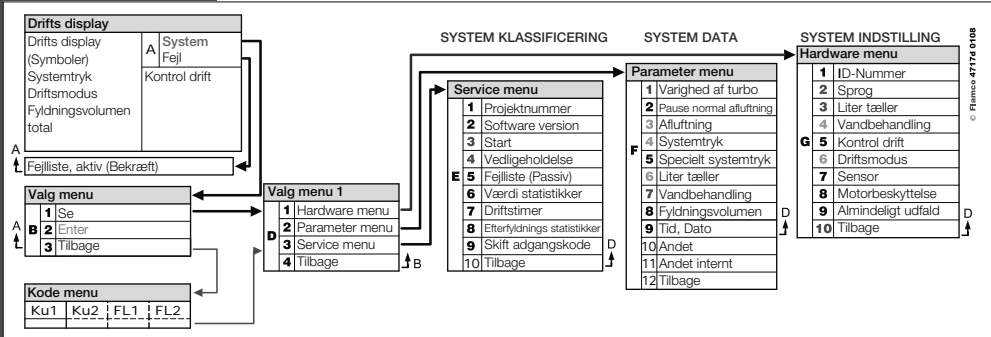 Drifts display
Drifts display
(Symboler)
Systemtryk
Driftsmodus
Fyldningsvolumen
total
A
System
Fejl
Kontrol drift
A
Fejlliste, aktiv (Bekræft)
Valg menu
A
B
1 Se
2 Enter
3 Tilbage
Kode menu
Ku1 Ku2 FL1 FL2
Valg menu 1
D
1 Hardware menu
2 Parameter menu
3 Service menu
4 Tilbage
B
SYSTEM KLASSIFICERING
Service menu
E
1 Projektnummer
2 Software version
3 Start
4 Vedligeholdelse
5 Fejlliste (Passiv)
6 Værdi statistikker
7 Driftstimer
8 Efterfyldnings statistikker
9 Skift adgangskode
10 Tilbage
D
SYSTEM DATA
Parameter menu
F
1 Varighed af turbo
2 Pause normal afluftning
3 Afluftning
4 Systemtryk
5 Specielt systemtryk
6 Liter tæller
7 Vandbehandling
8 Fyldningsvolumen
9 Tid, Dato
10 Andet
11 Andet internt
12 Tilbage
D
SYSTEM INDSTILLING
Hardware menu
G
1 ID-Nummer
2 Sprog
3 Liter tæller
4 Vandbehandling
5 Kontrol drift
6 Driftsmodus
7 Sensor
8 Motorbeskyttelse
9 Almindeligt udfald
10 Tilbage
D
© Flamco 4717d 0108